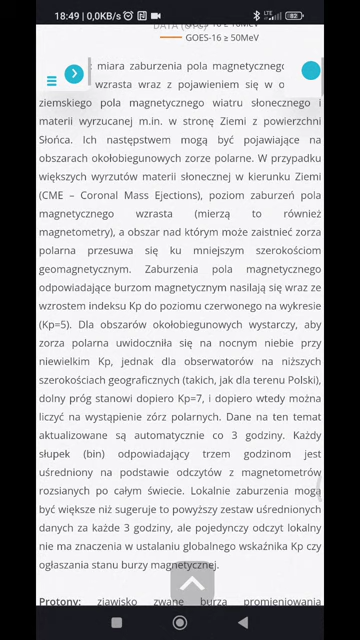 18:49 0,0KB/s 82
DATA
GOES-16 ≥ 50MeV
: miara zaburzenia pola magnetycznego
wzrasta wraz z pojawieniem się w o
ziemskiego pola magnetycznego wiatru słonecznego i
materii wyrzucanej m.in. w stronę Ziemi z powierzchni
Słońca. Ich następstwem mogą być pojawiające na
obszarach okołobiegunowych zorze polarne. W przypadku
większych wyrzutów materii słonecznej w kierunku Ziemi
(CME – Coronal Mass Ejections), poziom zaburzeń pola
magnetycznego wzrasta (mierzą to również
magnetometry), a obszar nad którym może zaistnieć zorza
polarna przesuwa się ku mniejszym szerokościom
geomagnetycznym. Zaburzenia pola magnetycznego
odpowiadające burzom magnetycznym nasilają się wraz ze
wzrostem indeksu Kp do poziomu czerwonego na wykresie
(Kp=5). Dla obszarów okołobiegunowych wystarczy, aby
zorza polarna uwidoczniła się na nocnym niebie przy
niewielkim Kp, jednak dla obserwatorów na niższych
szerokościach geograficznych (takich, jak dla terenu Polski),
dolny próg stanowi dopiero Kp=7, i dopiero wtedy można
liczyć na wystąpienie zórz polarnych. Dane na ten temat
aktualizowane są automatycznie co 3 godziny. Każdy
słupek (bin) odpowiadający trzem godzinom jest
uśredniony na podstawie odczytów z magnetometrów
rozsianych po całym świecie. Lokalnie zaburzenia mogą
być większe niż sugeruje to powyższy zestaw uśrednionych
danych za każde 3 godziny, ale pojedynczy odczyt lokalny
nie ma znaczenia w ustalaniu globalnego wskaźnika Kp czy
ogłaszania stanu burzy magnetycznej.
Protony: zjawisko zwane burzą promieniowania